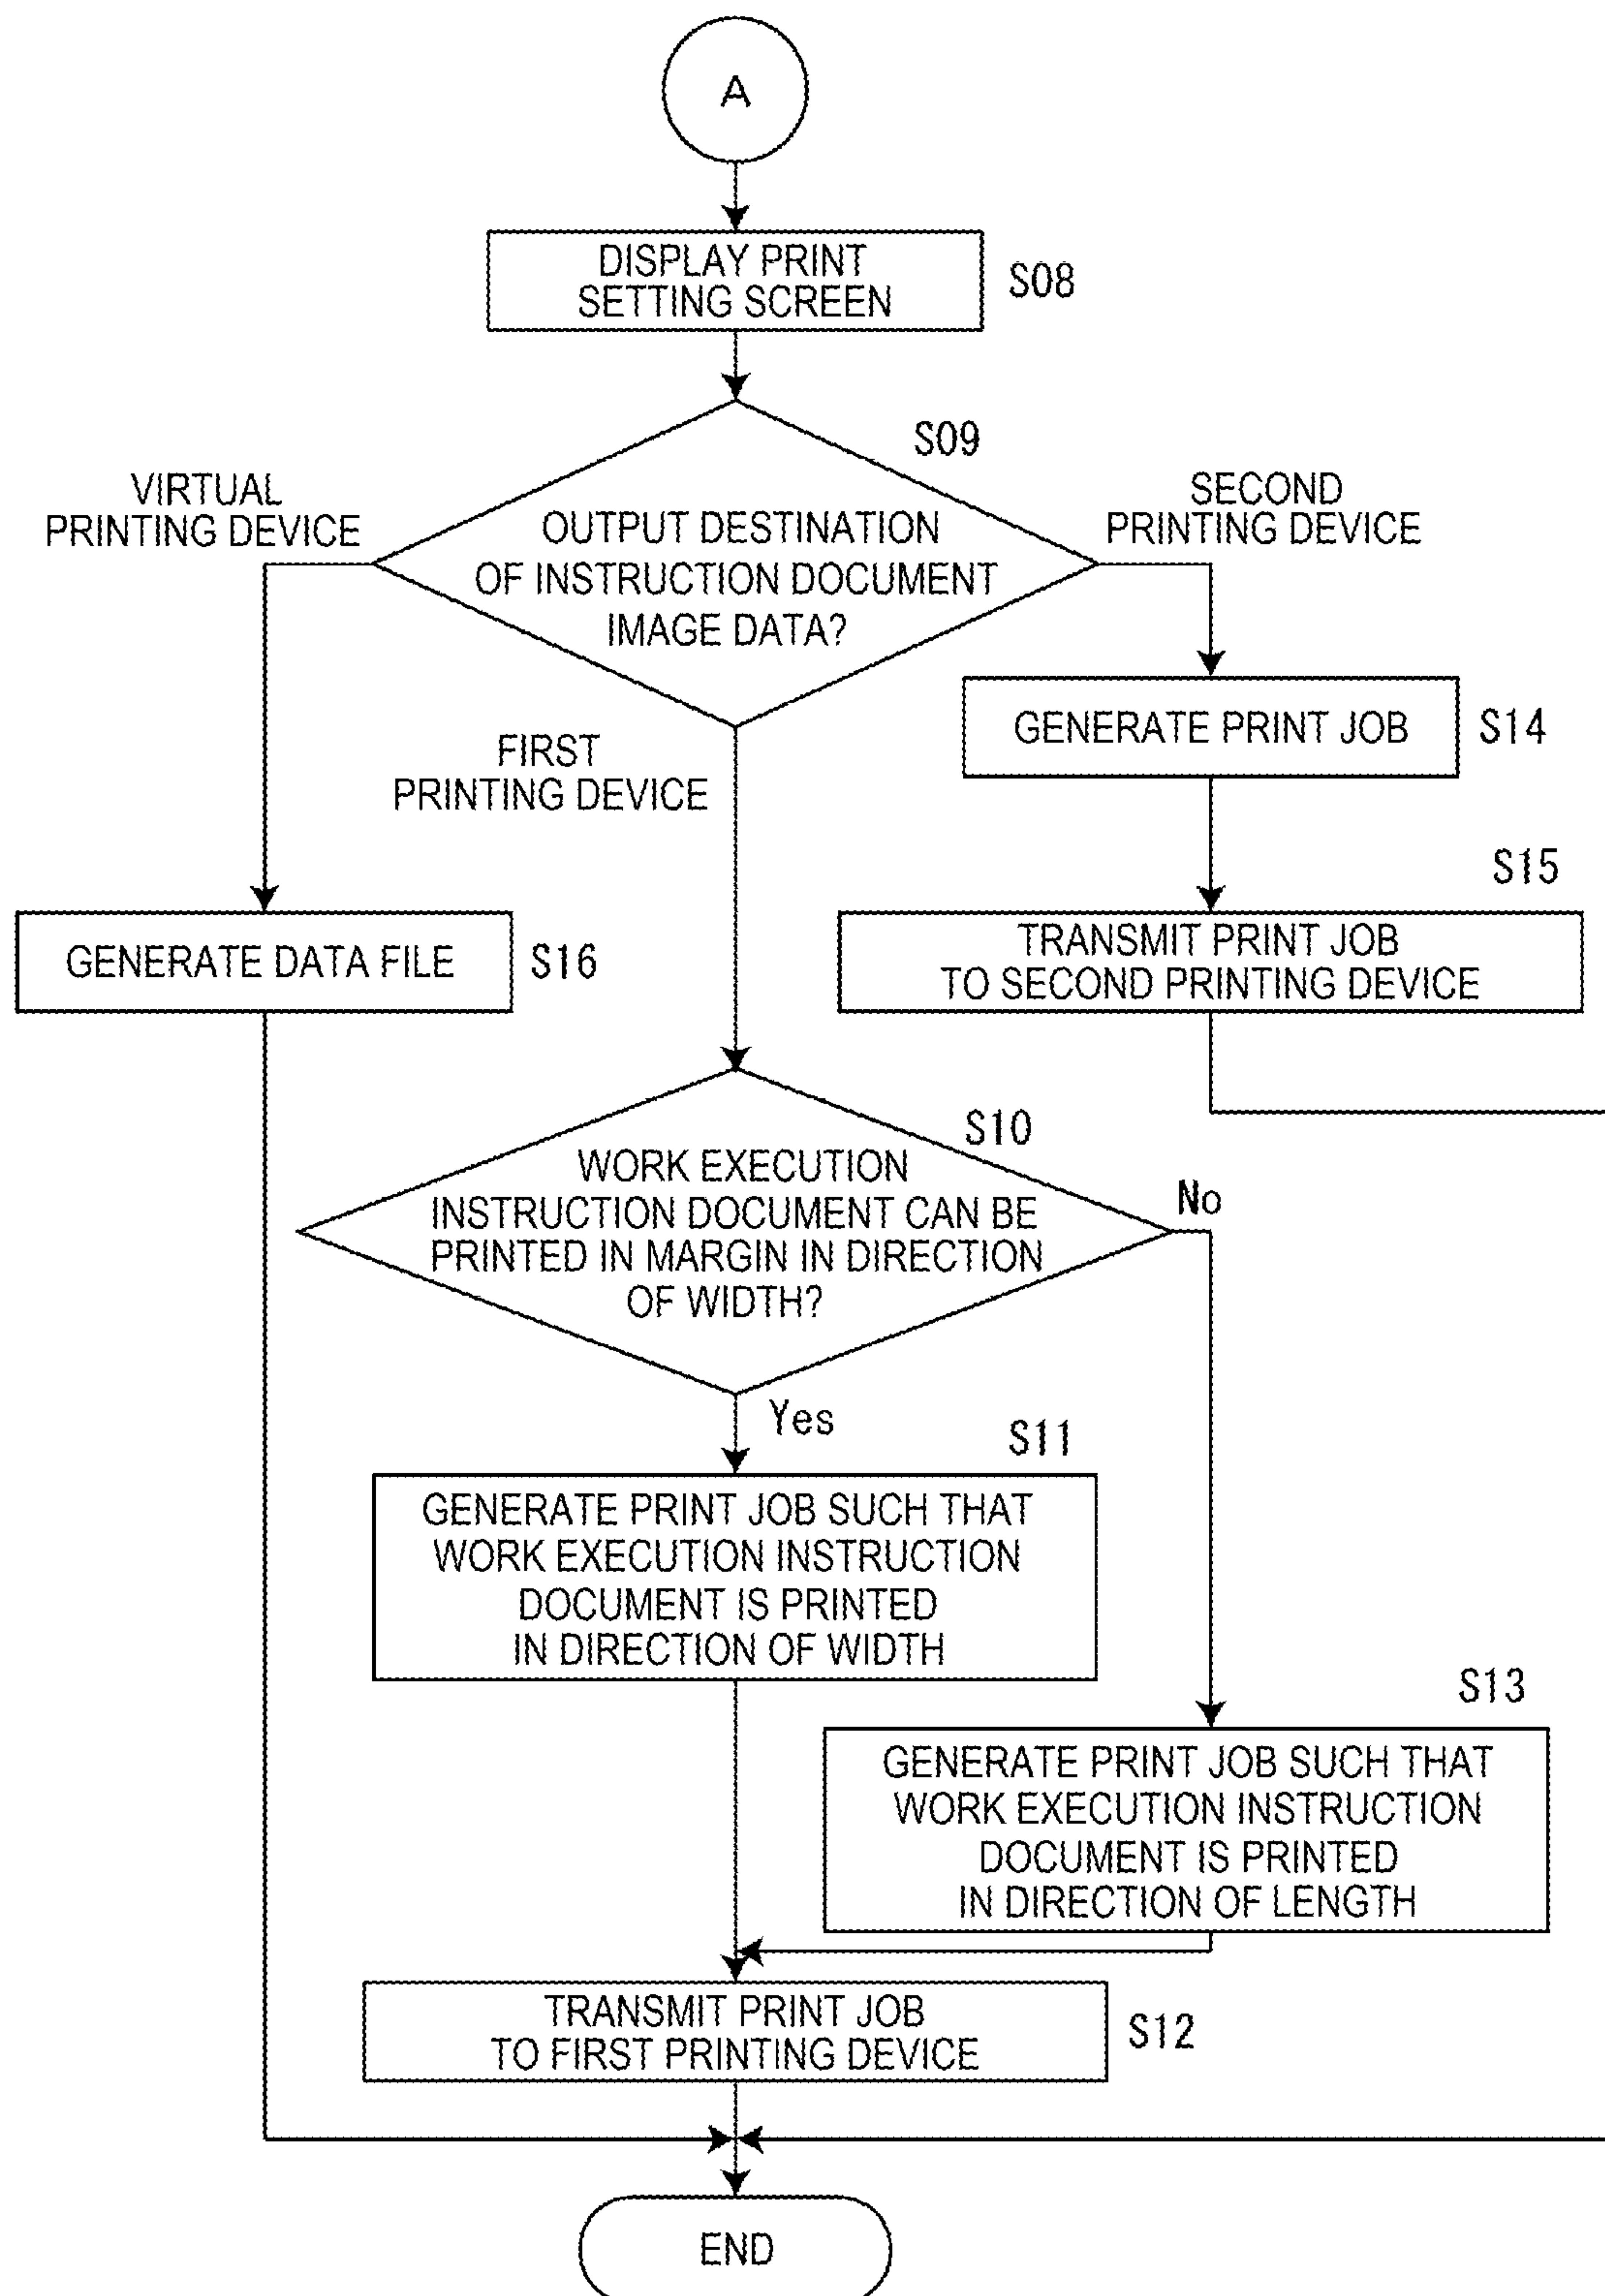 A
DISPLAY PRINT
SETTING SCREEN
S08
S09
VIRTUAL
PRINTING DEVICE
SECOND
PRINTING DEVICE
OUTPUT DESTINATION
OF INSTRUCTION DOCUMENT
IMAGE DATA?
FIRST
PRINTING DEVICE
GENERATE PRINT JOB
S14
S15
TRANSMIT PRINT JOB
TO SECOND PRINTING DEVICE
GENERATE DATA FILE
S16
S10
WORK EXECUTION
INSTRUCTION DOCUMENT CAN BE
PRINTED IN MARGIN IN DIRECTION
OF WIDTH?
No
Yes
S11
GENERATE PRINT JOB SUCH THAT
WORK EXECUTION INSTRUCTION
DOCUMENT IS PRINTED
IN DIRECTION OF WIDTH
S13
GENERATE PRINT JOB SUCH THAT
WORK EXECUTION INSTRUCTION
DOCUMENT IS PRINTED
IN DIRECTION OF LENGTH
TRANSMIT PRINT JOB
TO FIRST PRINTING DEVICE
S12
END